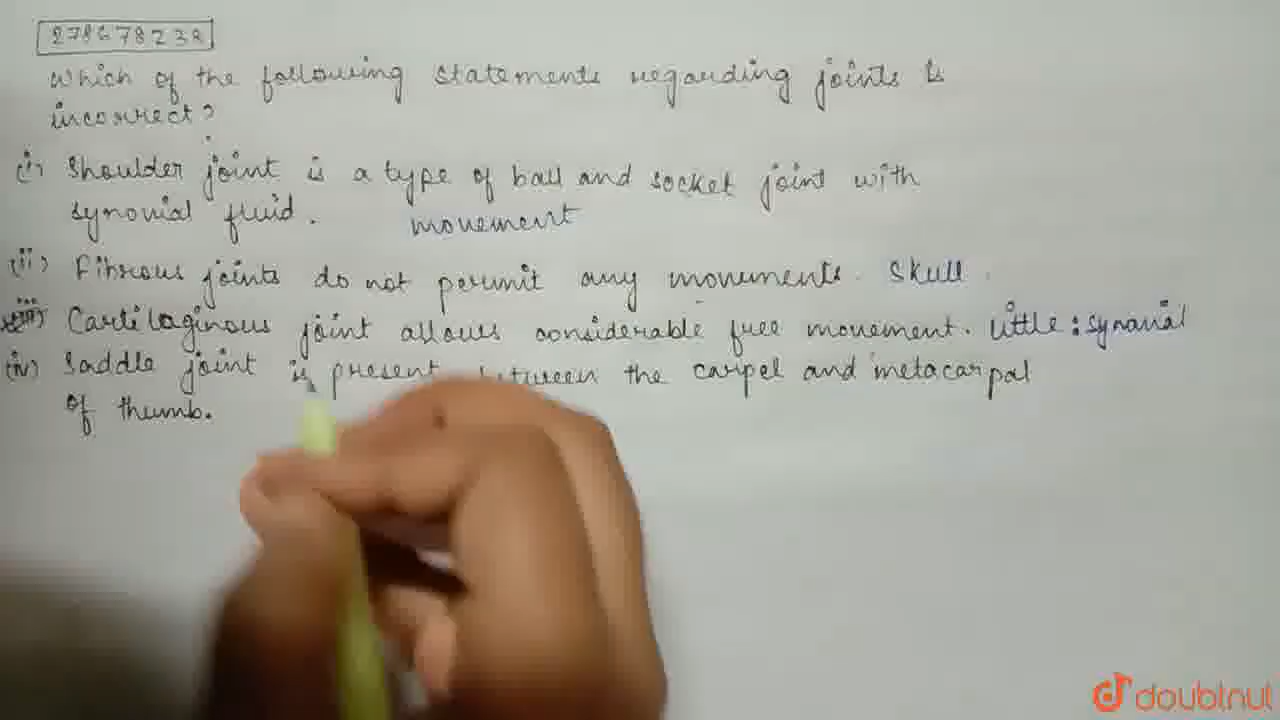 278678238
Which of the following statements regarding joints is
incorrect?
(i) Shoulder joint is a type of ball and socket joint with
synovial fluid. movement
(ii) Fibrous joints do not permit any movements. Skull.
(iii) Cartilaginous joint allows considerable free movement. little: synovial
(iv) Saddle joint is present between the carpel and metacarpal
of thumb.
doubtnut